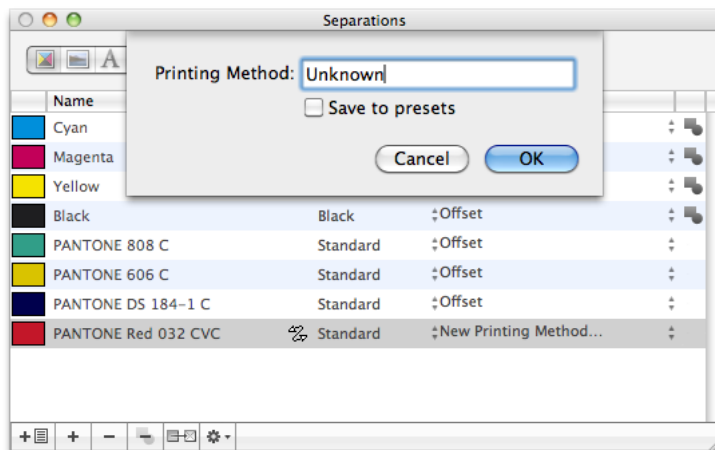 Separations
A
Printing Method: Unknown
Save to presets
Cancel OK
Name
Cyan
Magenta
Yellow
Black Black Offset
PANTONE 808 C Standard Offset
PANTONE 606 C Standard Offset
PANTONE DS 184-1 C Standard Offset
PANTONE Red 032 CVC Standard New Printing Method...